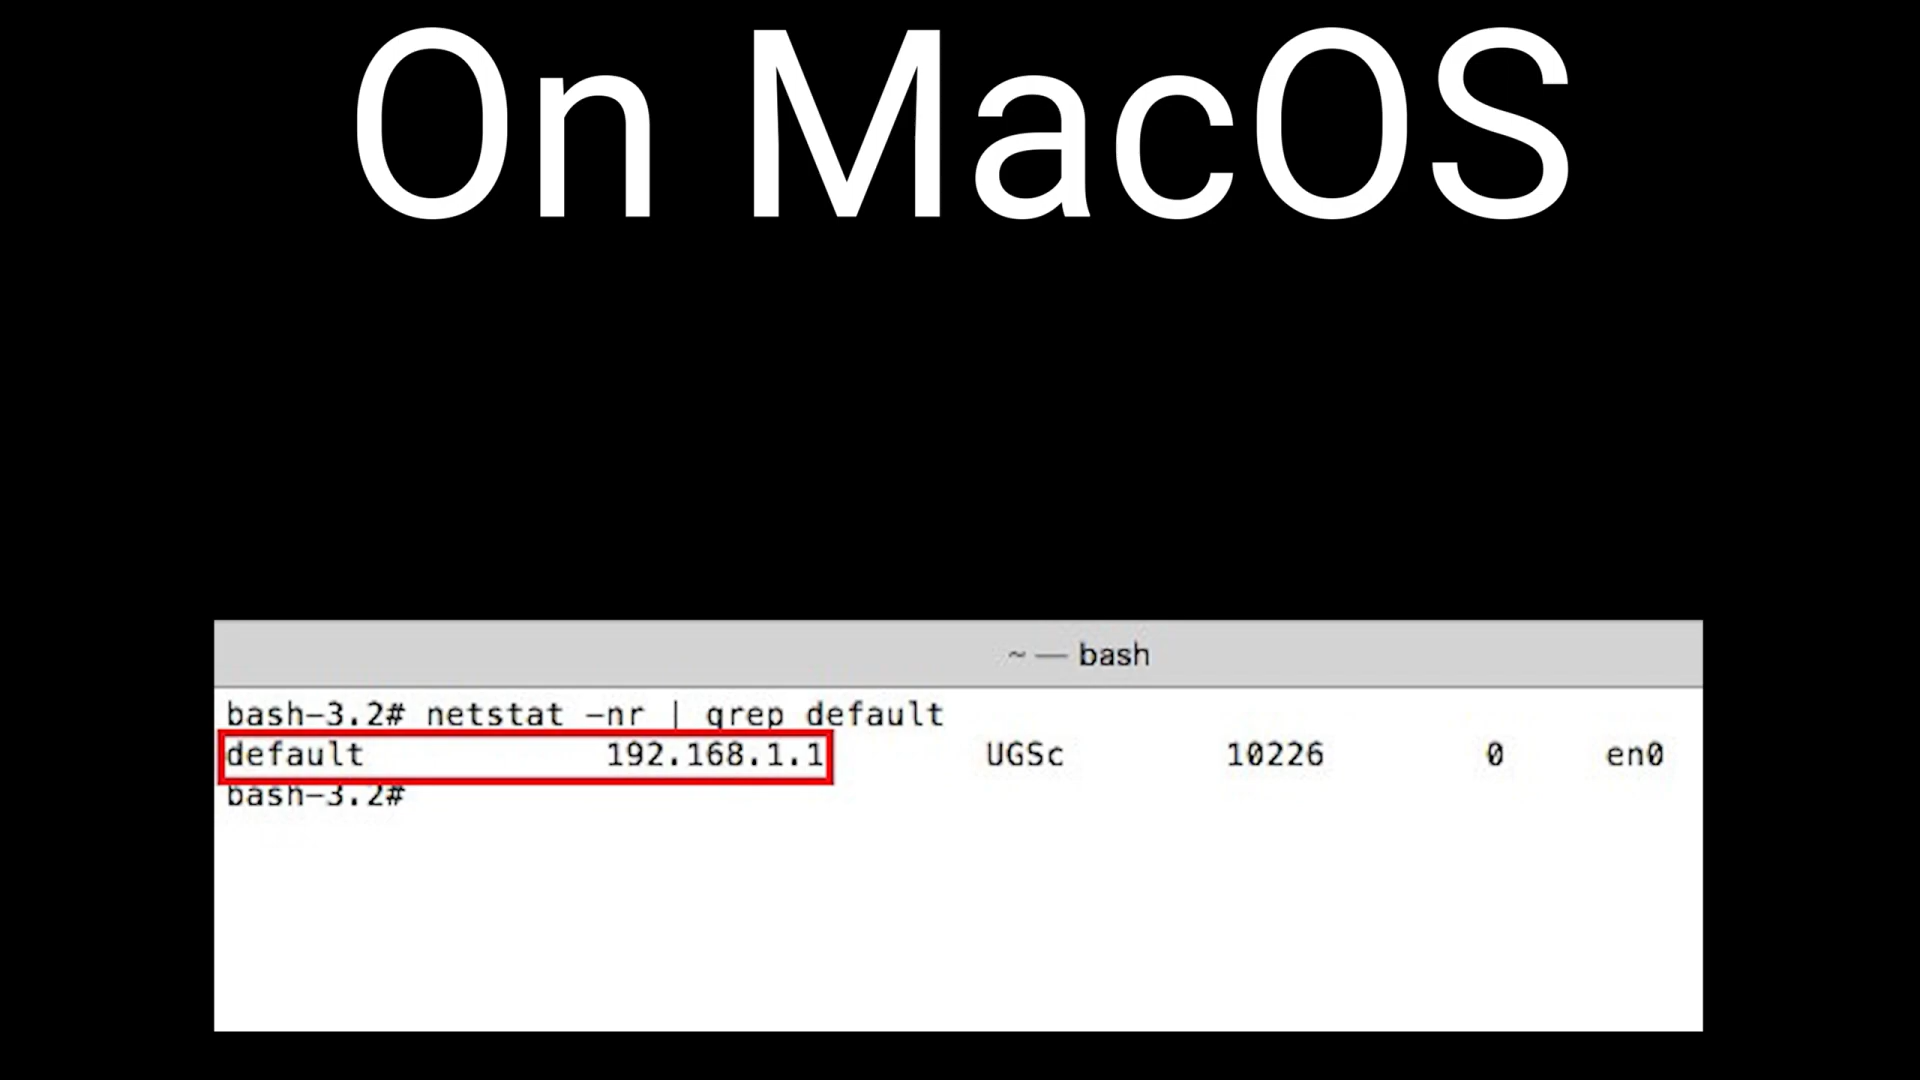 On MacOS
~ — bash
bash-3.2# netstat -nr | grep default
default 192.168.1.1 UGSc 10226 0 en0
bash-3.2#